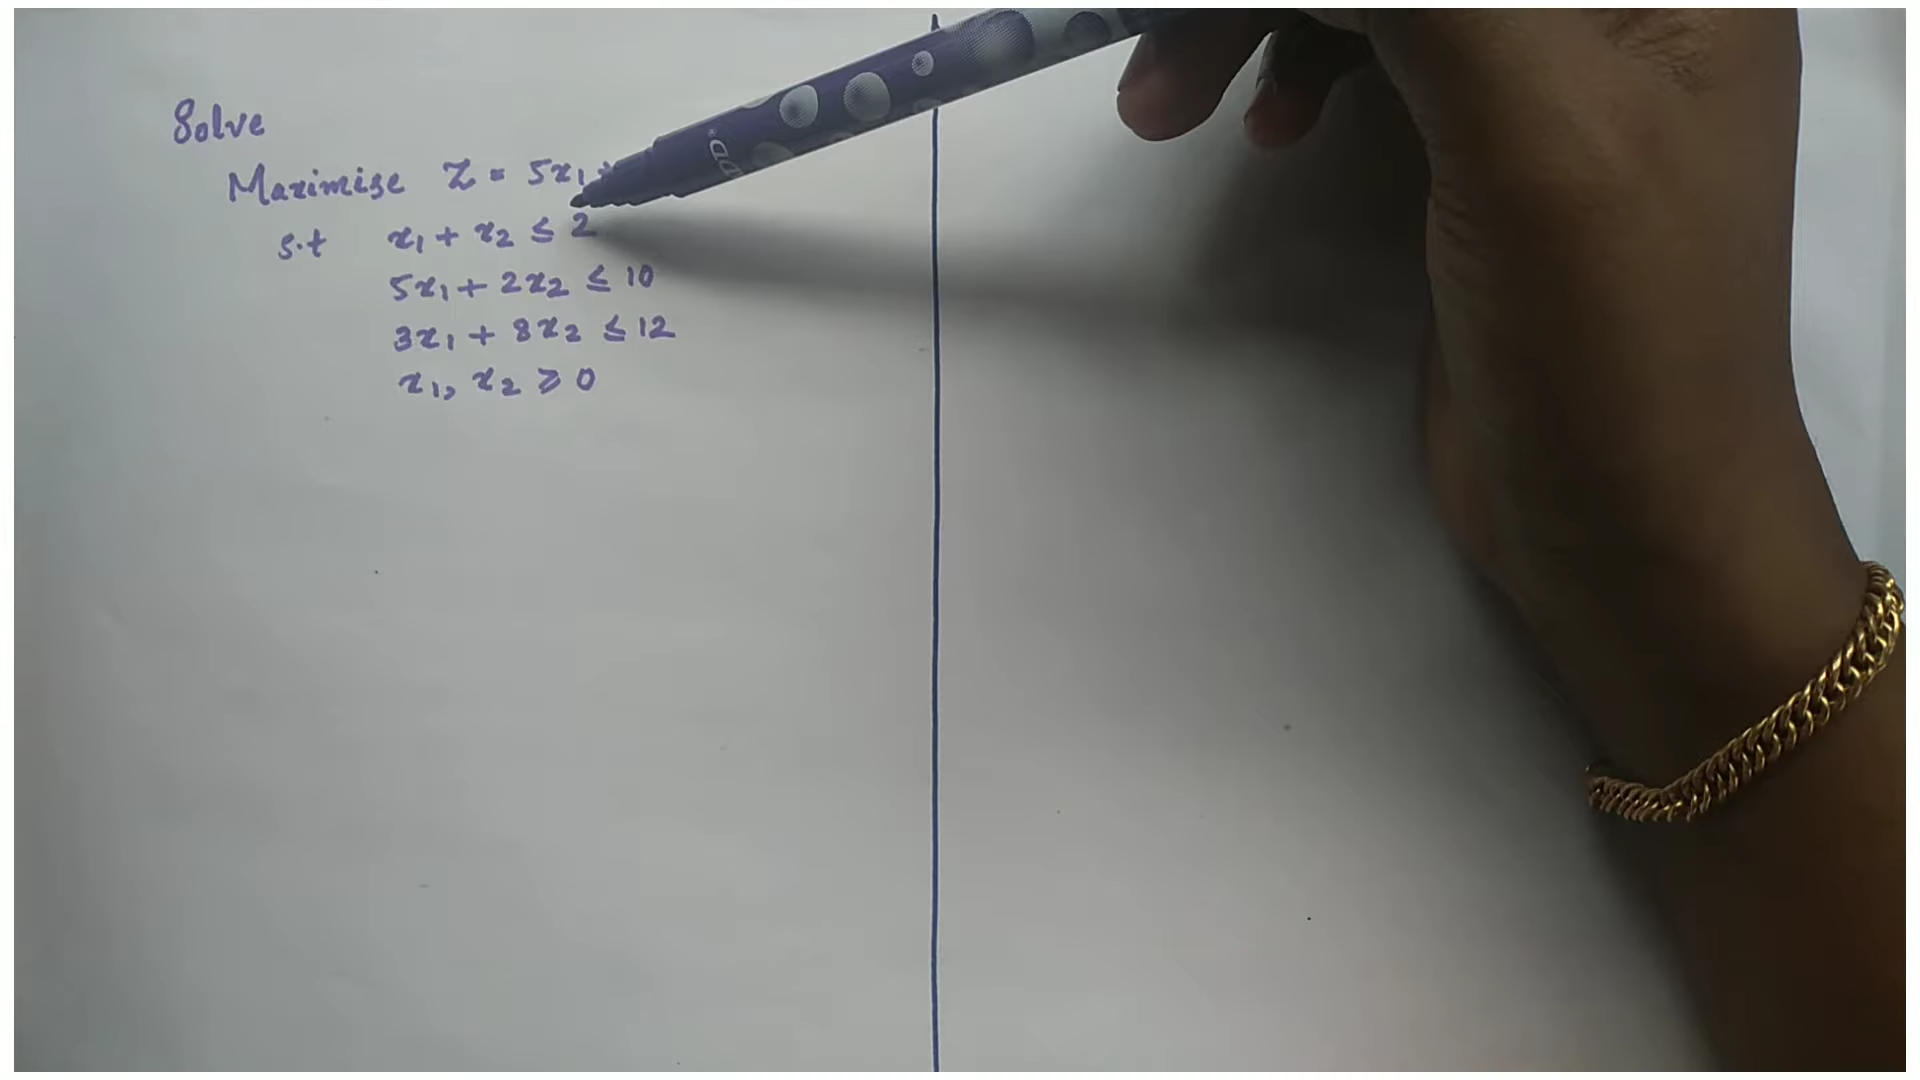 Solve
Maximise Z = 5x₁ +
s.t x₁ + x₂ ≤ 2
5x₁ + 2x₂ ≤ 10
3x₁ + 8x₂ ≤ 12
x₁, x₂ ≥ 0